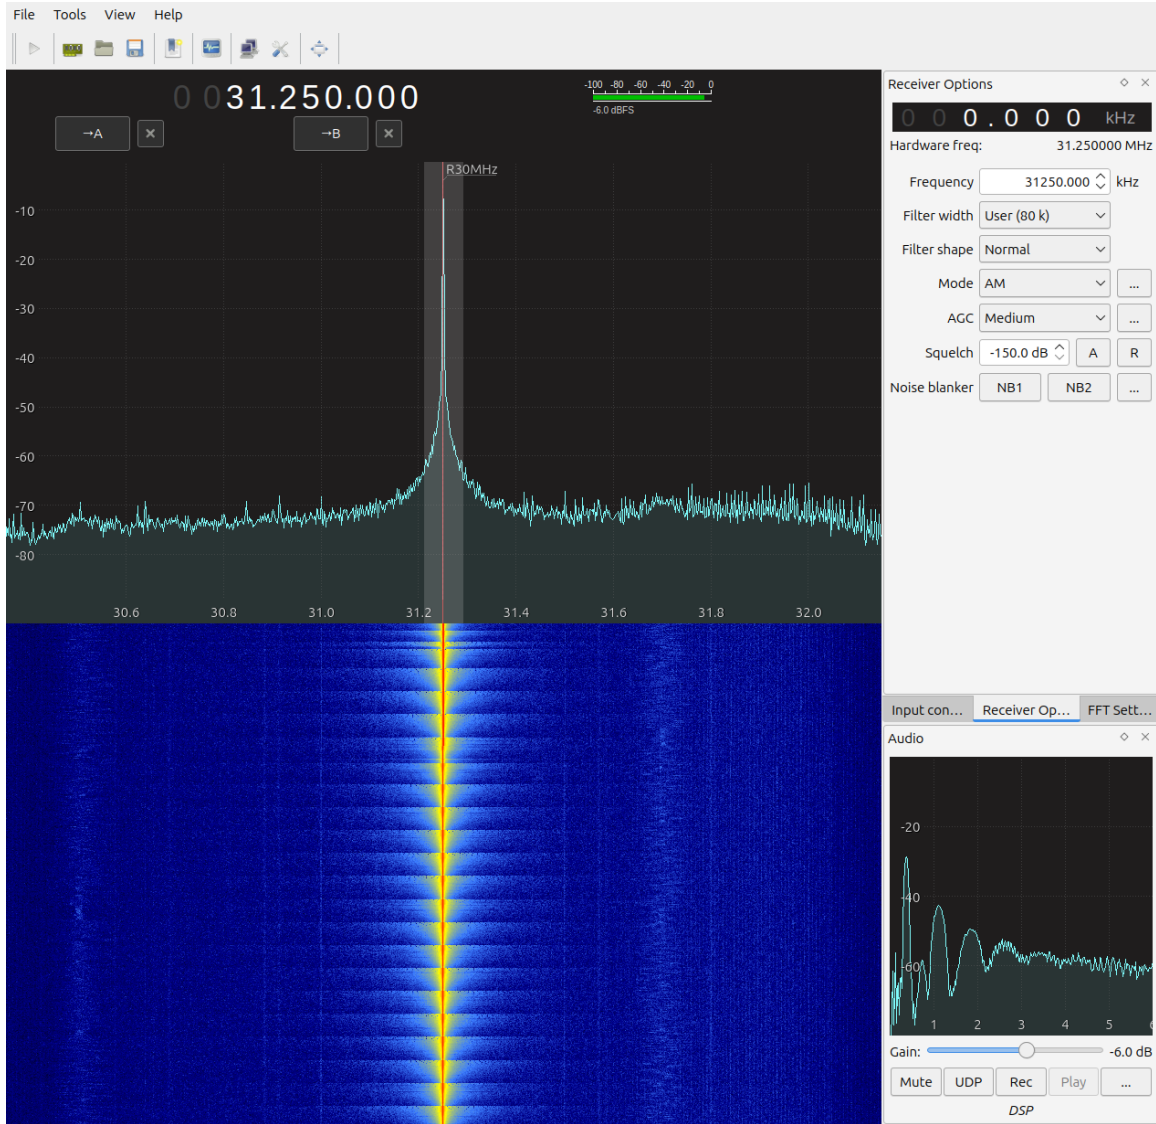 File Tools View Help
0 031.250.000
-100 -80 -60 -40 -20 0
-6.0 dBFS
→A × →B ×
R30MHz
-10
-20
-30
-40
-50
-60
-70
-80
30.6 30.8 31.0 31.2 31.4 31.6 31.8 32.0
Receiver Options
0 0 0.000 kHz
Hardware freq: 31.250000 MHz
Frequency 31250.000 kHz
Filter width User (80 k)
Filter shape Normal
Mode AM ...
AGC Medium ...
Squelch -150.0 dB A R
Noise blanker NB1 NB2 ...
Input con... Receiver Op... FFT Sett...
Audio
-20
-40
-60
1 2 3 4 5 6
Gain: -6.0 dB
Mute UDP Rec Play ...
DSP